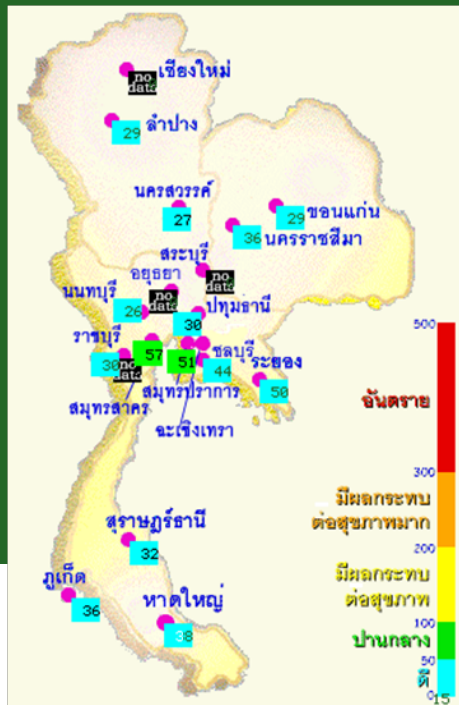 เชียงใหม่
no data
ลำปาง
29
นครสวรรค์
27
ขอนแก่น
29
นครราชสีมา
36
สระบุรี
no data
อยุธยา
no data
นนทบุรี
26
ปทุมธานี
30
ราชบุรี
30
no data
57
51
ชลบุรี
44
ระยอง
50
สมุทรสาคร
สมุทรปราการ
ฉะเชิงเทรา
สุราษฎร์ธานี
32
ภูเก็ต
36
หาดใหญ่
38
500
อันตราย
300
มีผลกระทบ
ต่อสุขภาพมาก
200
มีผลกระทบ
ต่อสุขภาพ
100
ปานกลาง
50
ดี
15